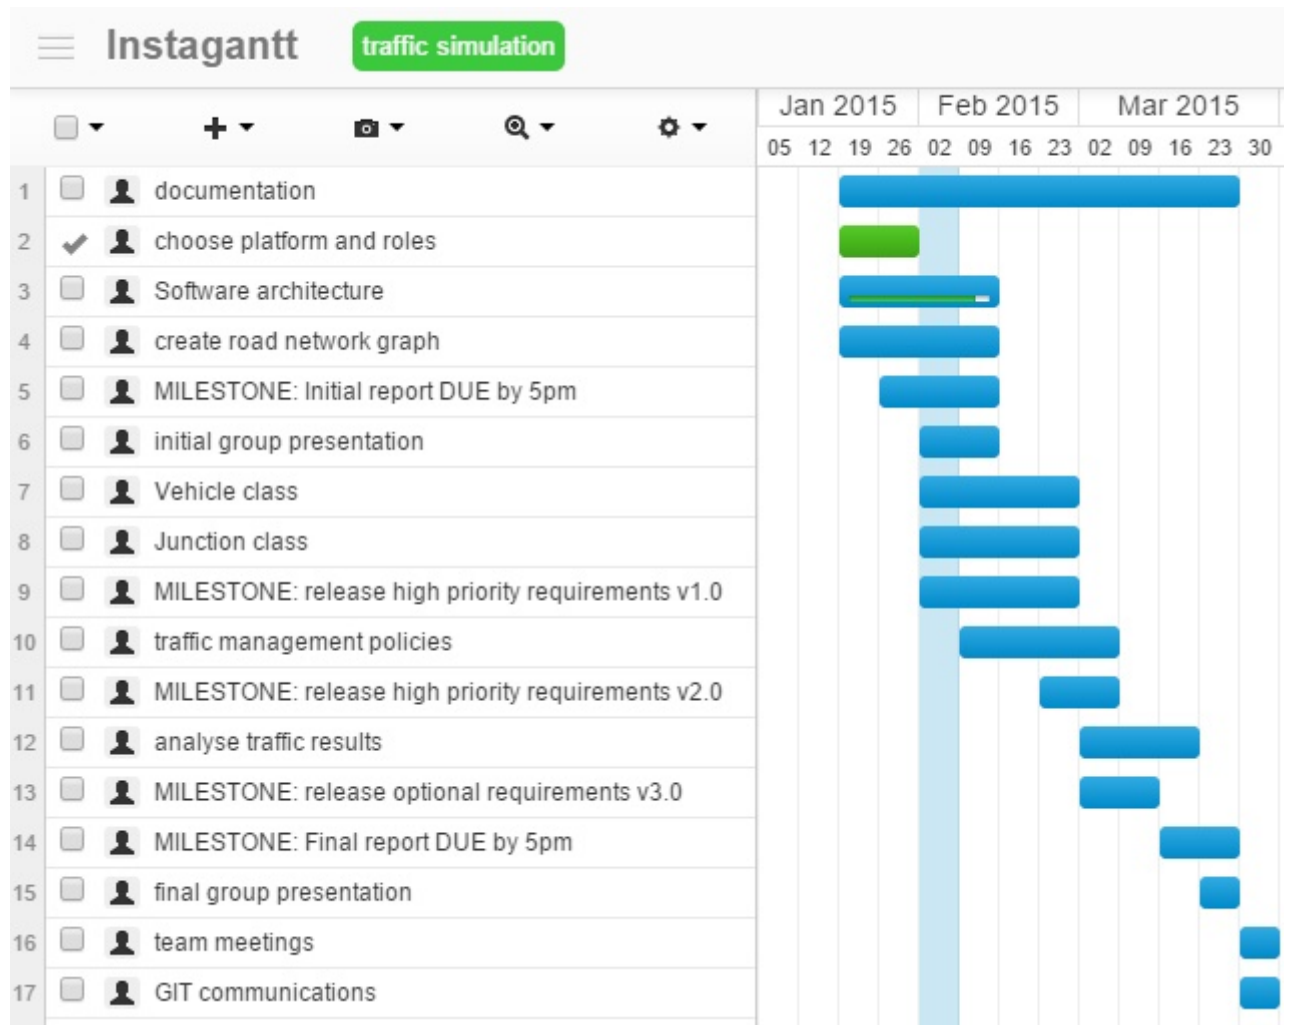 Instagantt traffic simulation
Jan 2015 Feb 2015 Mar 2015
05 12 19 26 02 09 16 23 02 09 16 23 30
1 documentation
2 choose platform and roles
3 Software architecture
4 create road network graph
5 MILESTONE: Initial report DUE by 5pm
6 initial group presentation
7 Vehicle class
8 Junction class
9 MILESTONE: release high priority requirements v1.0
10 traffic management policies
11 MILESTONE: release high priority requirements v2.0
12 analyse traffic results
13 MILESTONE: release optional requirements v3.0
14 MILESTONE: Final report DUE by 5pm
15 final group presentation
16 team meetings
17 GIT communications